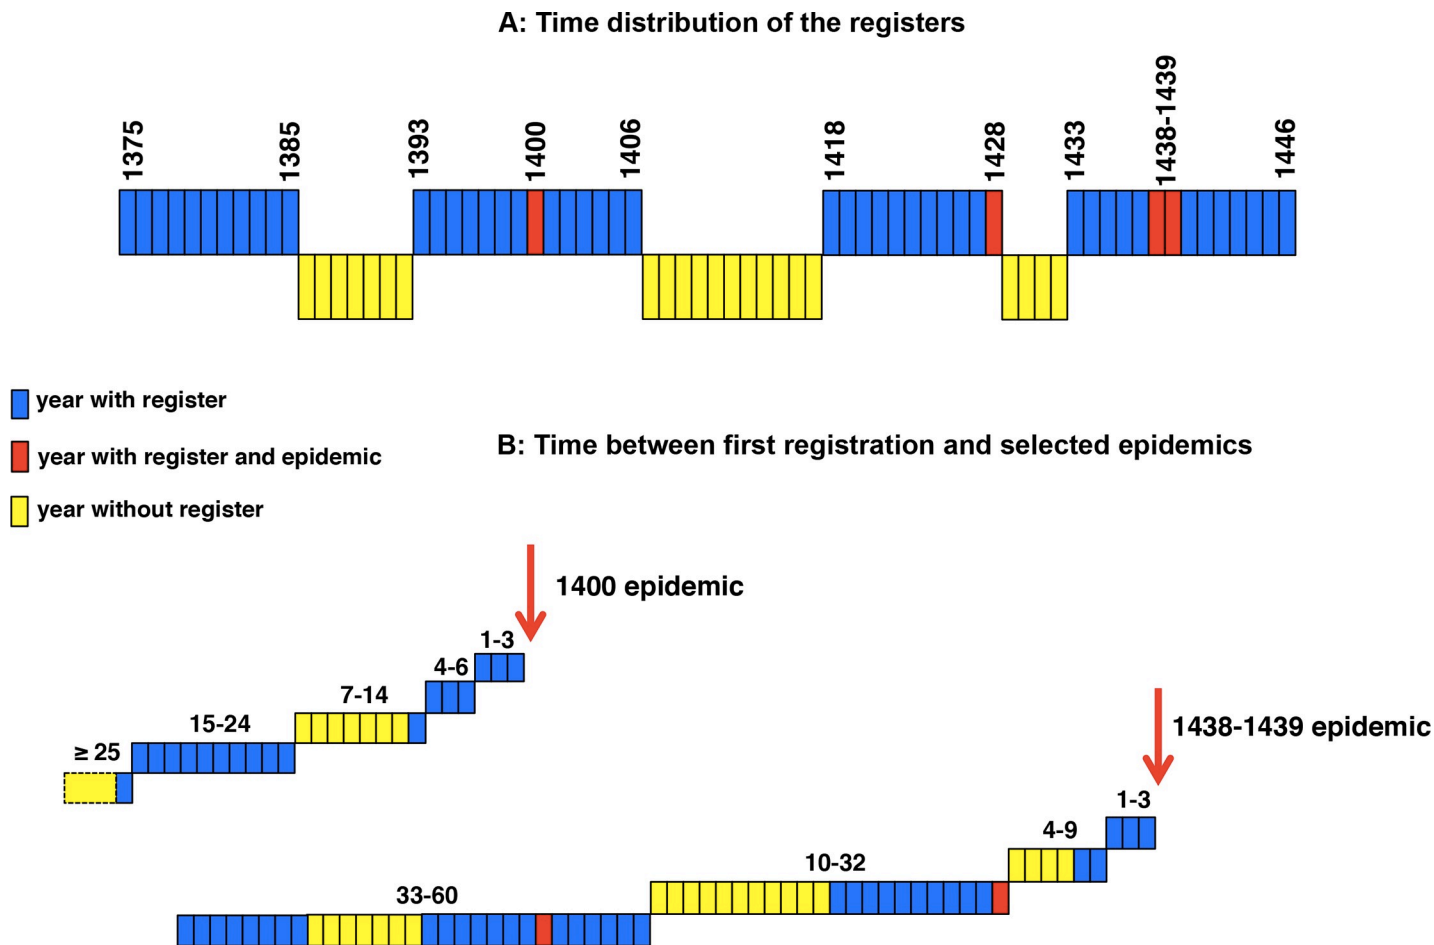 A: Time distribution of the registers
1375
1385
1393
1400
1406
1418
1428
1433
1438-1439
1446
year with register
year with register and epidemic
year without register
B: Time between first registration and selected epidemics
1400 epidemic
1-3
4-6
7-14
15-24
≥ 25
1438-1439 epidemic
1-3
4-9
10-32
33-60